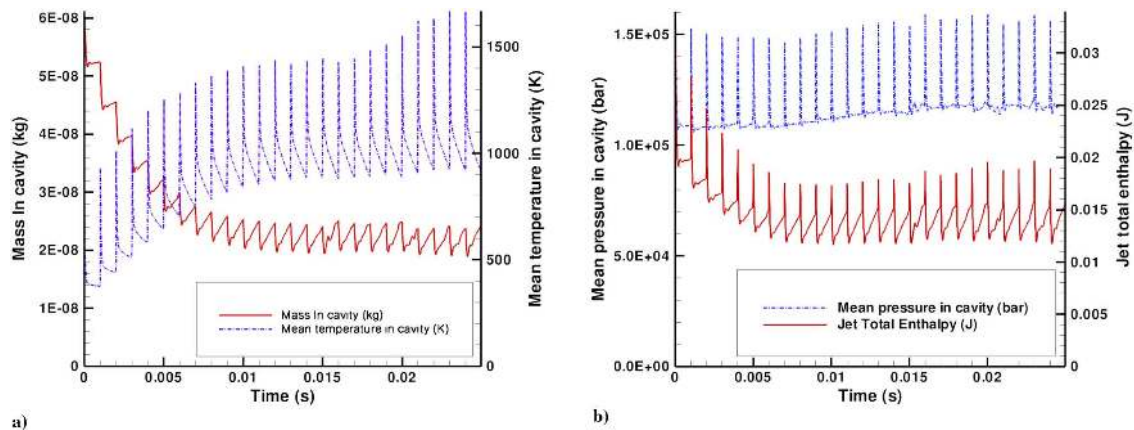 6E-08
5E-08
4E-08
3E-08
2E-08
1E-08
0
Mass In cavity (kg)
1500
1000
500
0
Mean temperature in cavity (K)
Mass In cavity (kg)
Mean temperature in cavity (K)
0
0.005
0.01
0.015
0.02
Time (s)
a)
1.5E+05
1.0E+05
5.0E+04
0.0E+00
Mean pressure in cavity (bar)
0.03
0.025
0.02
0.015
0.01
0.005
0
Jet total enthalpy (J)
Mean pressure in cavity (bar)
Jet Total Enthalpy (J)
0
0.005
0.01
0.015
0.02
Time (s)
b)